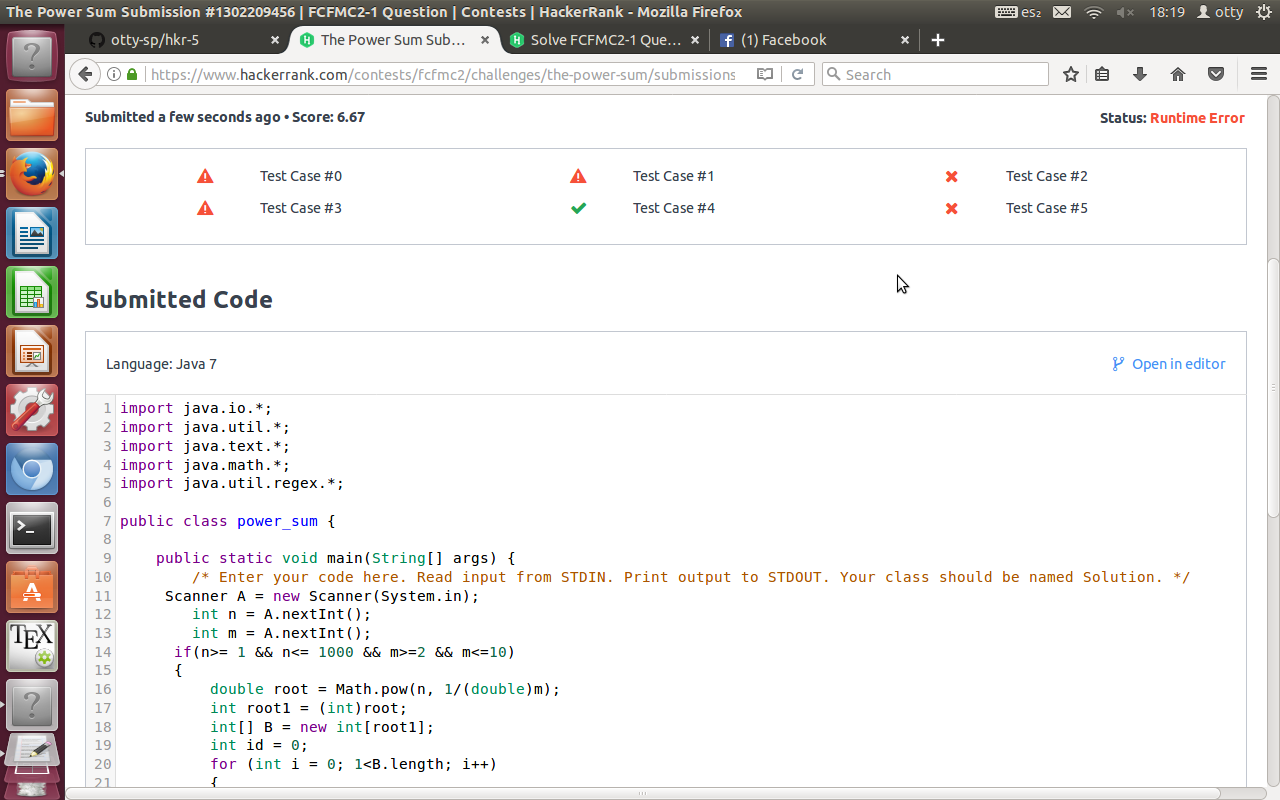 The Power Sum Submission #1302209456 | FCFMC2-1 Question | Contests | HackerRank - Mozilla Firefox
es₂
18:19
otty
otty-sp/hkr-5
The Power Sum Sub…
Solve FCFMC2-1 Que…
(1) Facebook
https://www.hackerrank.com/contests/fcfmc2/challenges/the-power-sum/submissions
Search
Submitted a few seconds ago • Score: 6.67
Status: Runtime Error
Test Case #0
Test Case #1
Test Case #2
Test Case #3
Test Case #4
Test Case #5
Submitted Code
Language: Java 7
Open in editor
1 import java.io.*;
2 import java.util.*;
3 import java.text.*;
4 import java.math.*;
5 import java.util.regex.*;
6
7 public class power_sum {
8
9 public static void main(String[] args) {
10 /* Enter your code here. Read input from STDIN. Print output to STDOUT. Your class should be named Solution. */
11 Scanner A = new Scanner(System.in);
12 int n = A.nextInt();
13 int m = A.nextInt();
14 if(n>= 1 && n<= 1000 && m>=2 && m<=10)
15 {
16 double root = Math.pow(n, 1/(double)m);
17 int root1 = (int)root;
18 int[] B = new int[root1];
19 int id = 0;
20 for (int i = 0; 1<B.length; i++)
21 {
TEX